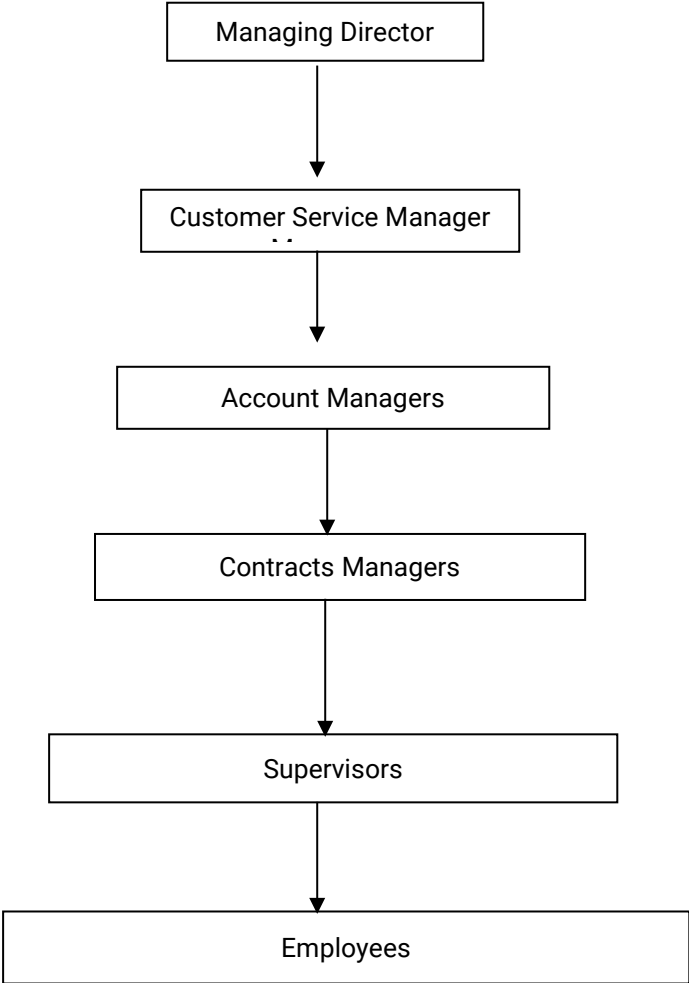 Managing Director
Customer Service Manager
Account Managers
Contracts Managers
Supervisors
Employees